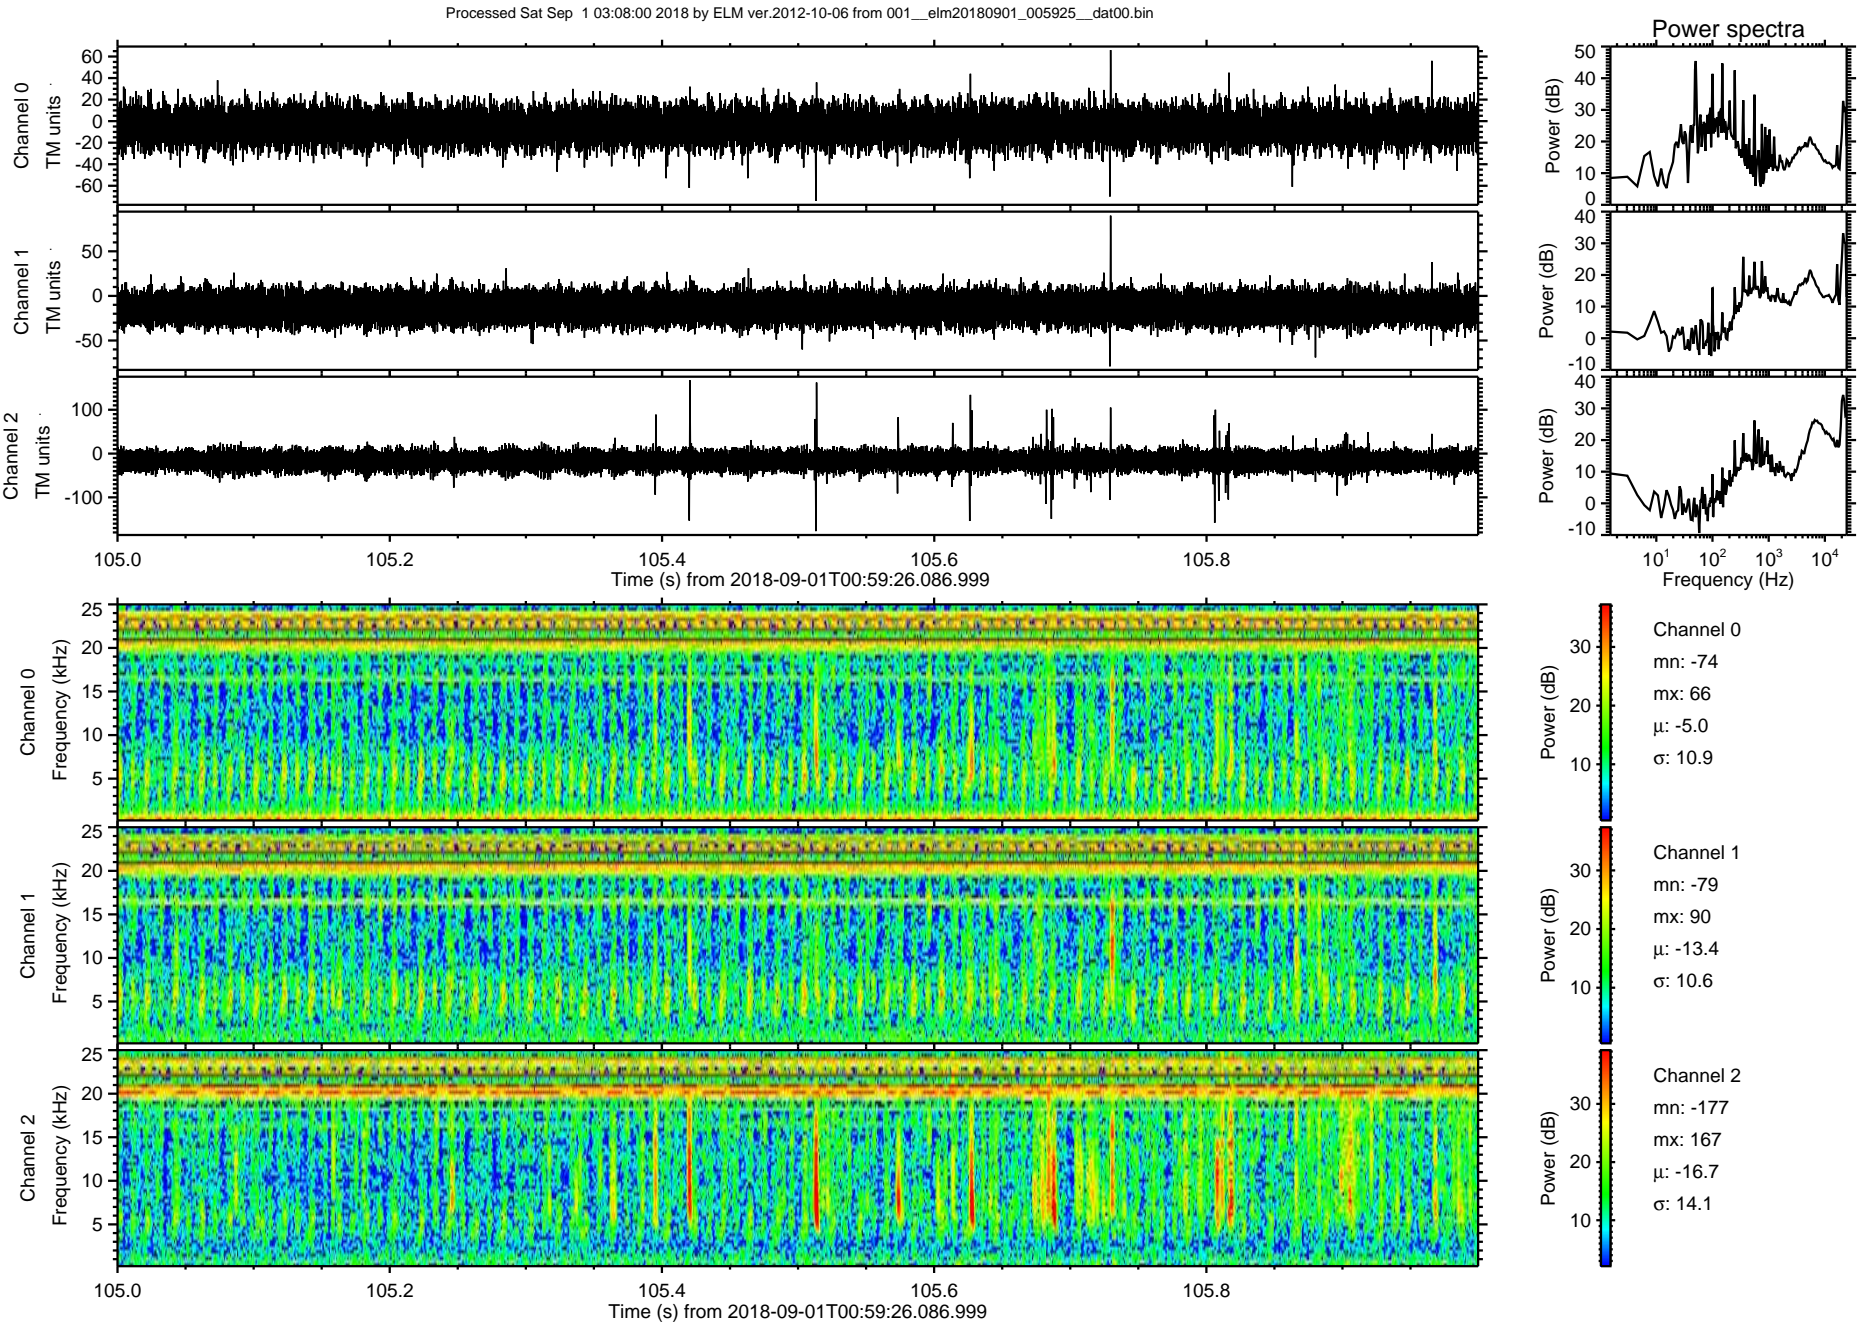 Processed Sat Sep  1 03:08:00 2018 by ELM ver.2012-10-06 from 001__elm20180901_005925__dat00.bin
Power spectra
Channel 0
TM units
60
40
20
0
-20
-40
-60
Power (dB)
50
40
30
20
10
0
Channel 1
TM units
50
0
-50
Power (dB)
40
30
20
10
0
-10
Channel 2
TM units
100
0
-100
Power (dB)
40
30
20
10
0
-10
105.0 105.2 105.4 105.6 105.8
Time (s) from 2018-09-01T00:59:26.086.999
10^1 10^2 10^3 10^4
Frequency (Hz)
Channel 0
Frequency (kHz)
25
20
15
10
5
Power (dB)
30
20
10
Channel 0
mn: -74
mx: 66
μ: -5.0
σ: 10.9
Channel 1
Frequency (kHz)
25
20
15
10
5
Power (dB)
30
20
10
Channel 1
mn: -79
mx: 90
μ: -13.4
σ: 10.6
Channel 2
Frequency (kHz)
25
20
15
10
5
Power (dB)
30
20
10
Channel 2
mn: -177
mx: 167
μ: -16.7
σ: 14.1
105.0 105.2 105.4 105.6 105.8
Time (s) from 2018-09-01T00:59:26.086.999